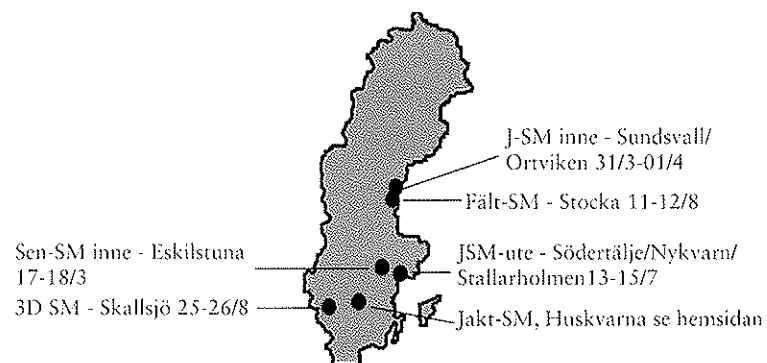 J-SM inne - Sundsvall/
Ortviken 31/3-01/4
Fält-SM - Stocka 11-12/8
Sen-SM inne - Eskilstuna
17-18/3
JSM-ute - Södertälje/Nykvarn/
Stallarholmen13-15/7
3D SM - Skallsjö 25-26/8
Jakt-SM, Huskvarna se hemsidan